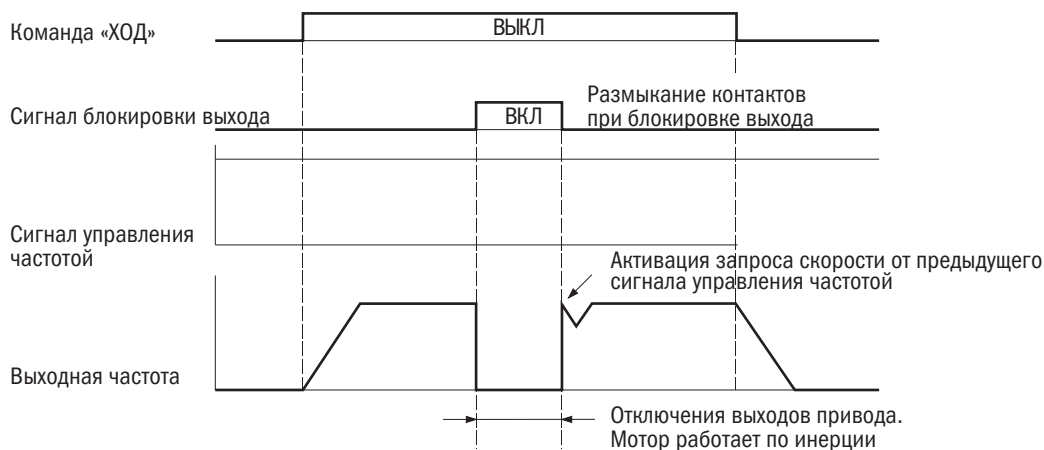 Команда «ХОД»
ВЫКЛ
Сигнал блокировки выхода
ВКЛ
Размыкание контактов
при блокировке выхода
Сигнал управления
частотой
Активация запроса скорости от предыдущего
сигнала управления частотой
Выходная частота
Отключения выходов привода.
Мотор работает по инерции